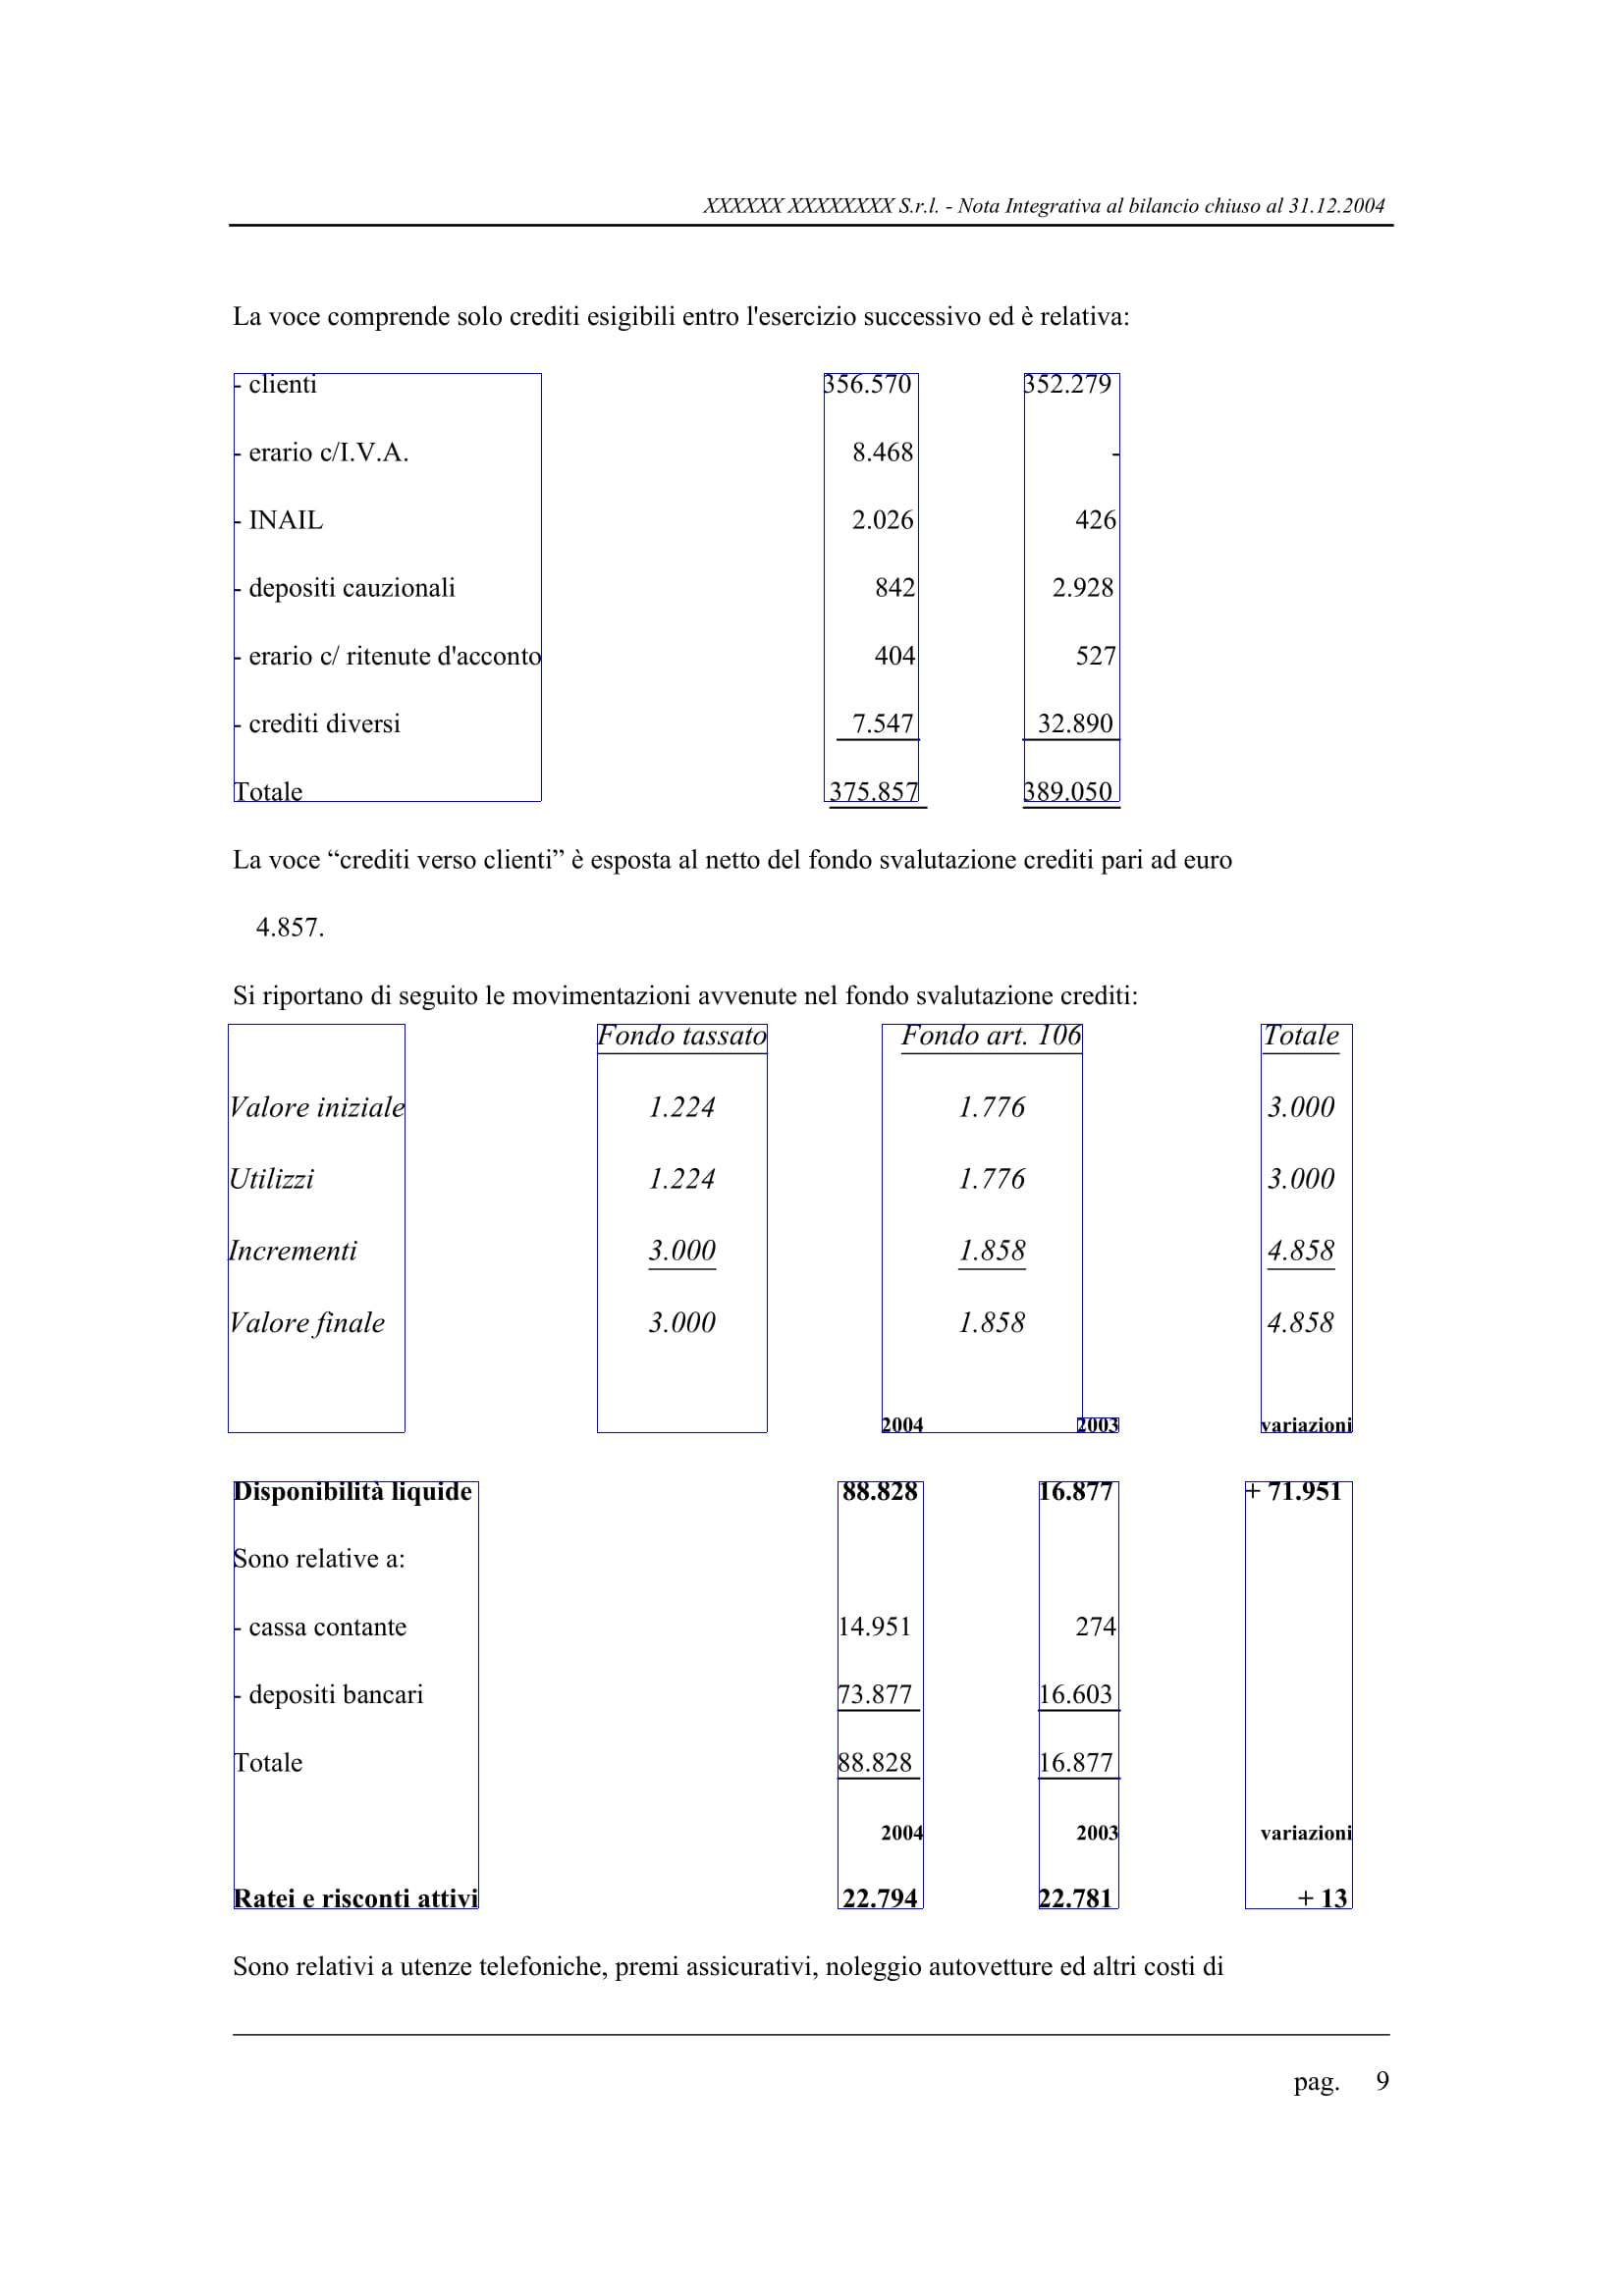 XXXXXX XXXXXXXX S.r.l. - Nota Integrativa al bilancio chiuso al 31.12.2004
La voce comprende solo crediti esigibili entro l'esercizio successivo ed è relativa:
- clienti 356.570 352.279
- erario c/I.V.A. 8.468 -
- INAIL 2.026 426
- depositi cauzionali 842 2.928
- erario c/ ritenute d'acconto 404 527
- crediti diversi 7.547 32.890
Totale 375.857 389.050
La voce “crediti verso clienti” è esposta al netto del fondo svalutazione crediti pari ad euro
4.857.
Si riportano di seguito le movimentazioni avvenute nel fondo svalutazione crediti:
Fondo tassato Fondo art. 106 Totale
Valore iniziale 1.224 1.776 3.000
Utilizzi 1.224 1.776 3.000
Incrementi 3.000 1.858 4.858
Valore finale 3.000 1.858 4.858
2004 2003 variazioni
Disponibilità liquide 88.828 16.877 + 71.951
Sono relative a:
- cassa contante 14.951 274
- depositi bancari 73.877 16.603
Totale 88.828 16.877
2004 2003 variazioni
Ratei e risconti attivi 22.794 22.781 + 13
Sono relativi a utenze telefoniche, premi assicurativi, noleggio autovetture ed altri costi di
pag. 9